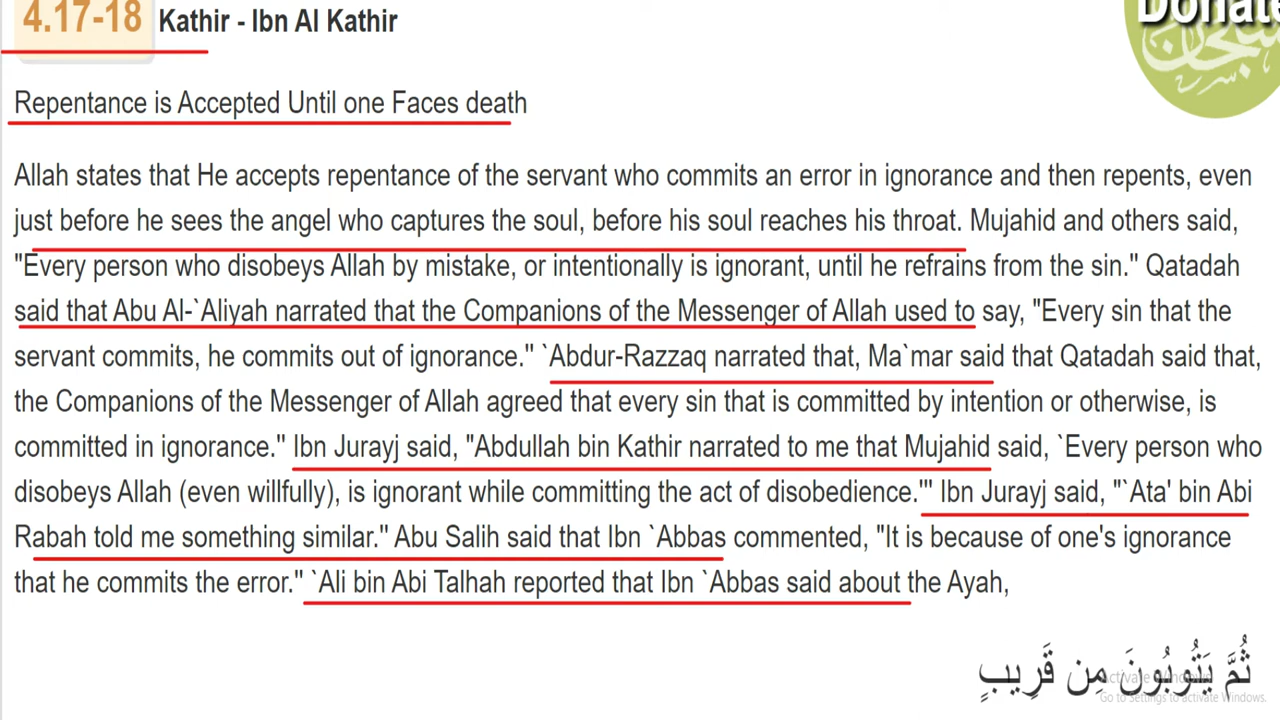 4.17-18 Kathir - Ibn Al Kathir
Donate
Repentance is Accepted Until one Faces death
Allah states that He accepts repentance of the servant who commits an error in ignorance and then repents, even
just before he sees the angel who captures the soul, before his soul reaches his throat. Mujahid and others said,
"Every person who disobeys Allah by mistake, or intentionally is ignorant, until he refrains from the sin." Qatadah
said that Abu Al-`Aliyah narrated that the Companions of the Messenger of Allah used to say, "Every sin that the
servant commits, he commits out of ignorance." `Abdur-Razzaq narrated that, Ma`mar said that Qatadah said that,
the Companions of the Messenger of Allah agreed that every sin that is committed by intention or otherwise, is
committed in ignorance." Ibn Jurayj said, "Abdullah bin Kathir narrated to me that Mujahid said, `Every person who
disobeys Allah (even willfully), is ignorant while committing the act of disobedience.'" Ibn Jurayj said, "`Ata' bin Abi
Rabah told me something similar." Abu Salih said that Ibn `Abbas commented, "It is because of one's ignorance
that he commits the error." `Ali bin Abi Talhah reported that Ibn `Abbas said about the Ayah,
ثُمَّ يَتُوبُونَ مِن قَرِيبٍ
Activate Windows
Go to Settings to activate Windows.